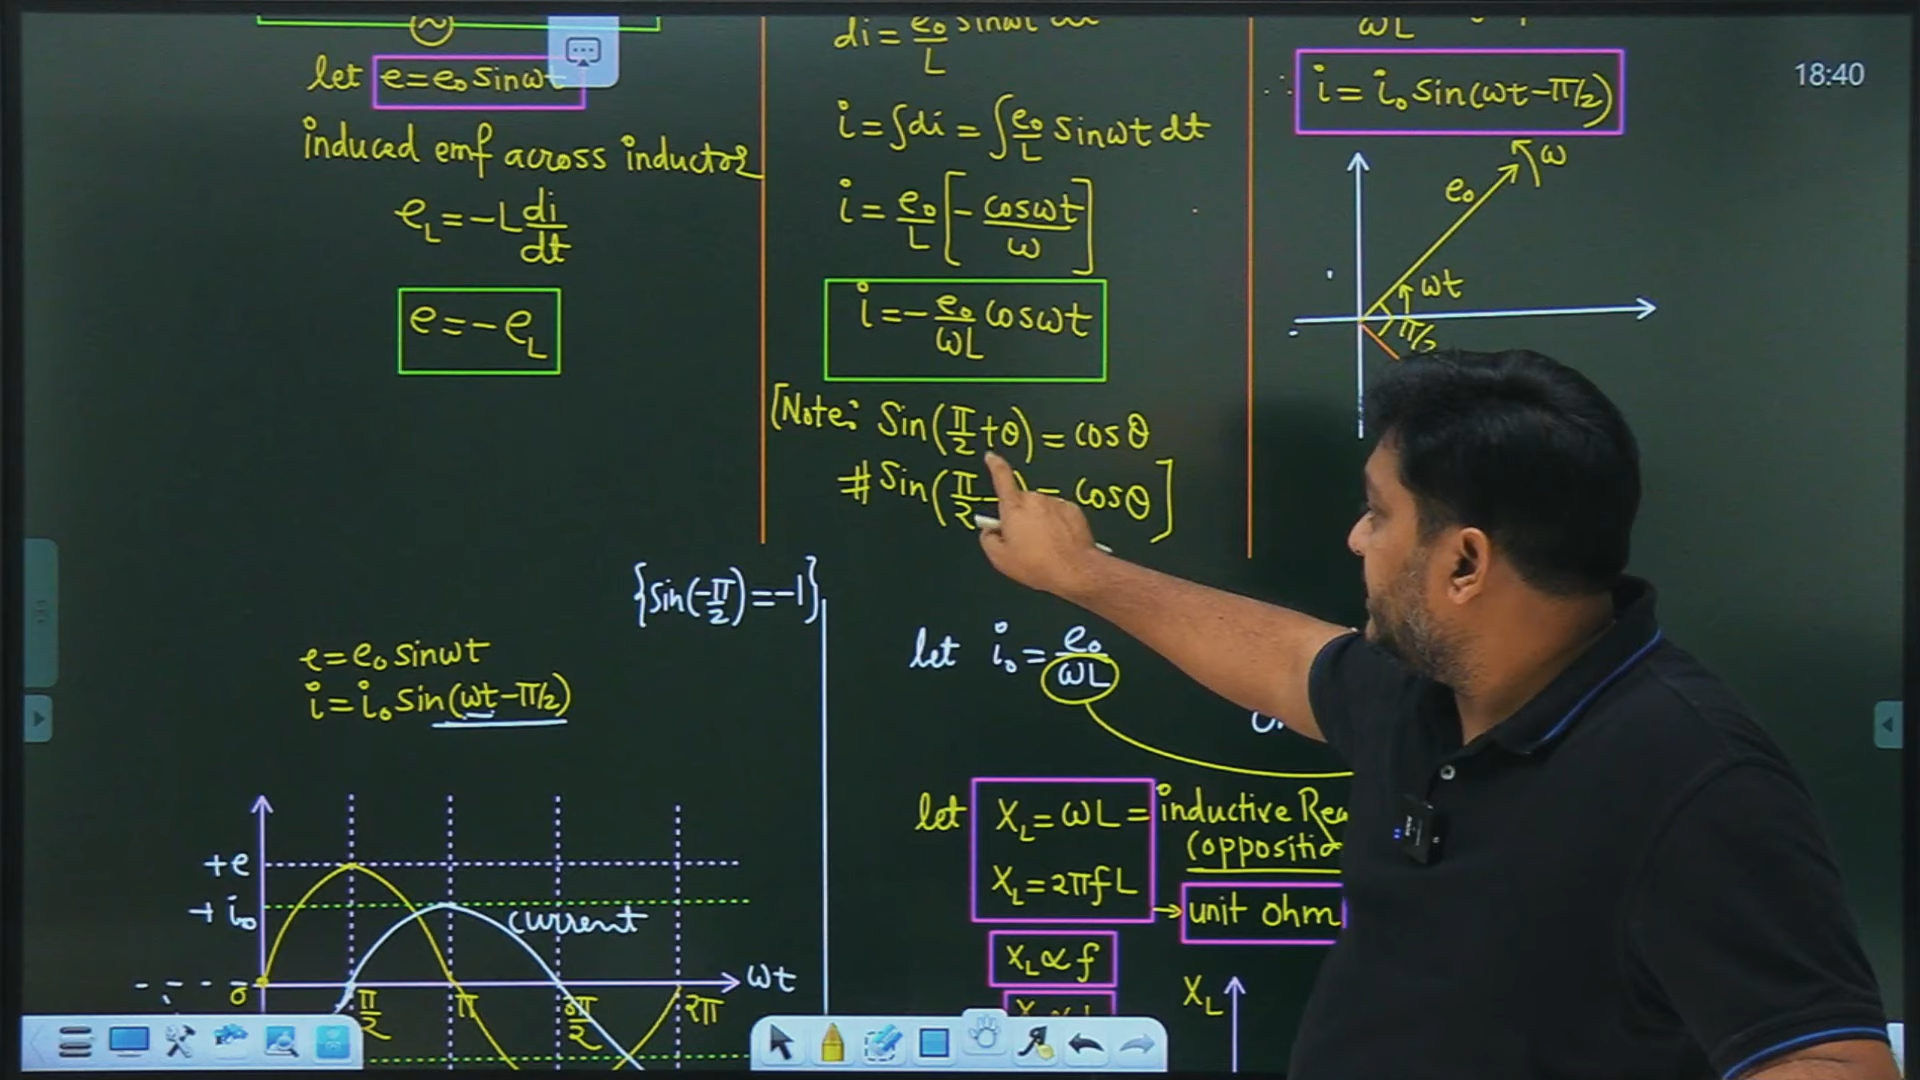 let e=e₀sinωt
induced emf across inductor
e_L=-L di/dt
e=-e_L
di=e₀/L sinωt
i=∫di=∫e₀/L sinωt dt
i=e₀/L[-cosωt/ω]
i=-e₀/ωL cosωt
[Note: Sin(π/2+θ)=cosθ
# Sin(π/2-)=cosθ]
ωL
∴ i=i₀sin(ωt-π/2)
18:40
ω
e₀
ωt
π/2
{sin(-π/2)=-1}
e=e₀sinωt
i=i₀sin(ωt-π/2)
+e
+i₀
current
0
π/2
π
3π/2
2π
ωt
let i₀=e₀/ωL
let X_L=ωL=inductive Rea
(oppositio
X_L=2πfL
→unit ohm
X_L∝f
X_L